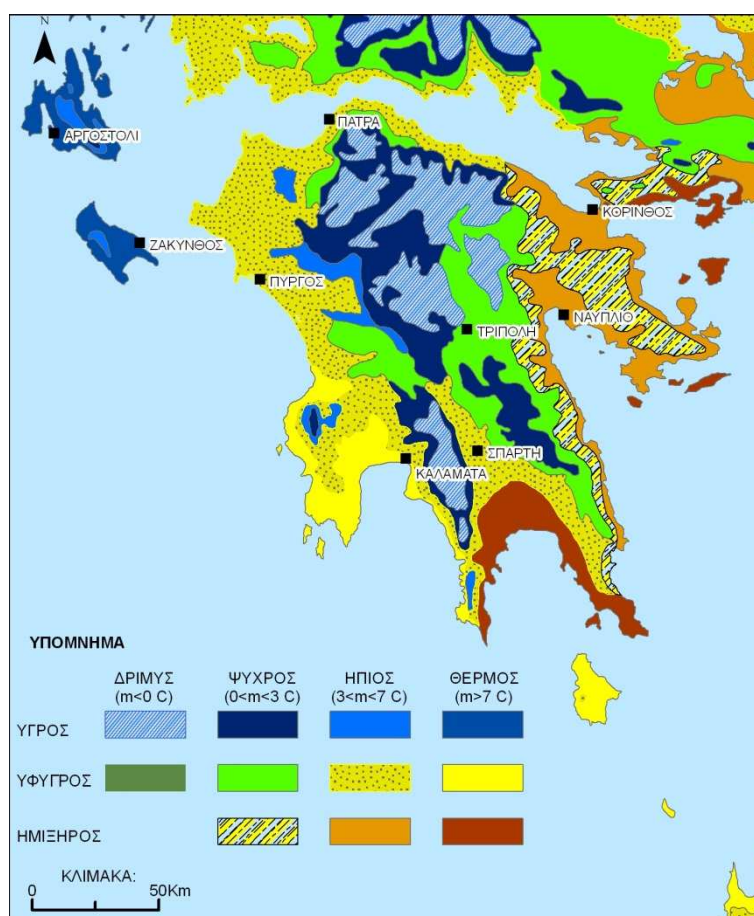 N
ΠΑΤΡΑ
ΑΡΓΟΣΤΟΛΙ
ΚΟΡΙΝΘΟΣ
ΖΑΚΥΝΘΟΣ
ΠΥΡΓΟΣ
ΝΑΥΠΛΙΟ
ΤΡΙΠΟΛΗ
ΣΠΑΡΤΗ
ΚΑΛΑΜΑΤΑ
ΥΠΟΜΝΗΜΑ
ΔΡΙΜΥΣ ΨΥΧΡΟΣ ΗΠΙΟΣ ΘΕΡΜΟΣ
(m<0 C) (0<m<3 C) (3<m<7 C) (m>7 C)
ΥΓΡΟΣ
ΥΦΥΓΡΟΣ
ΗΜΙΞΗΡΟΣ
ΚΛΙΜΑΚΑ:
0 50Km